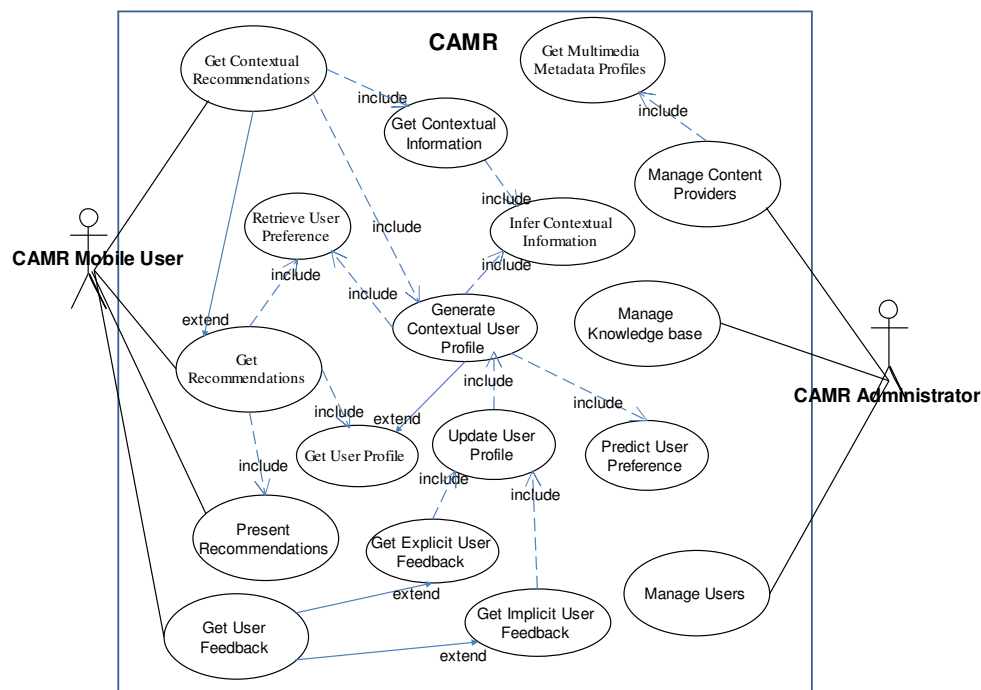 CAMR
Get Contextual
Recommendations
Get Multimedia
Metadata Profiles
include
include
Get Contextual
Information
Manage Content
Providers
include
Retrieve User
Preference
include
Infer Contextual
Information
CAMR Mobile User
include
include
include
Generate
Contextual User
Profile
Manage
Knowledge base
extend
Get
Recommendations
include
CAMR Administrator
include
include
extend
Get User Profile
Update User
Profile
Predict User
Preference
include
include
include
Present
Recommendations
Get Explicit User
Feedback
extend
Manage Users
Get User
Feedback
Get Implicit User
Feedback
extend